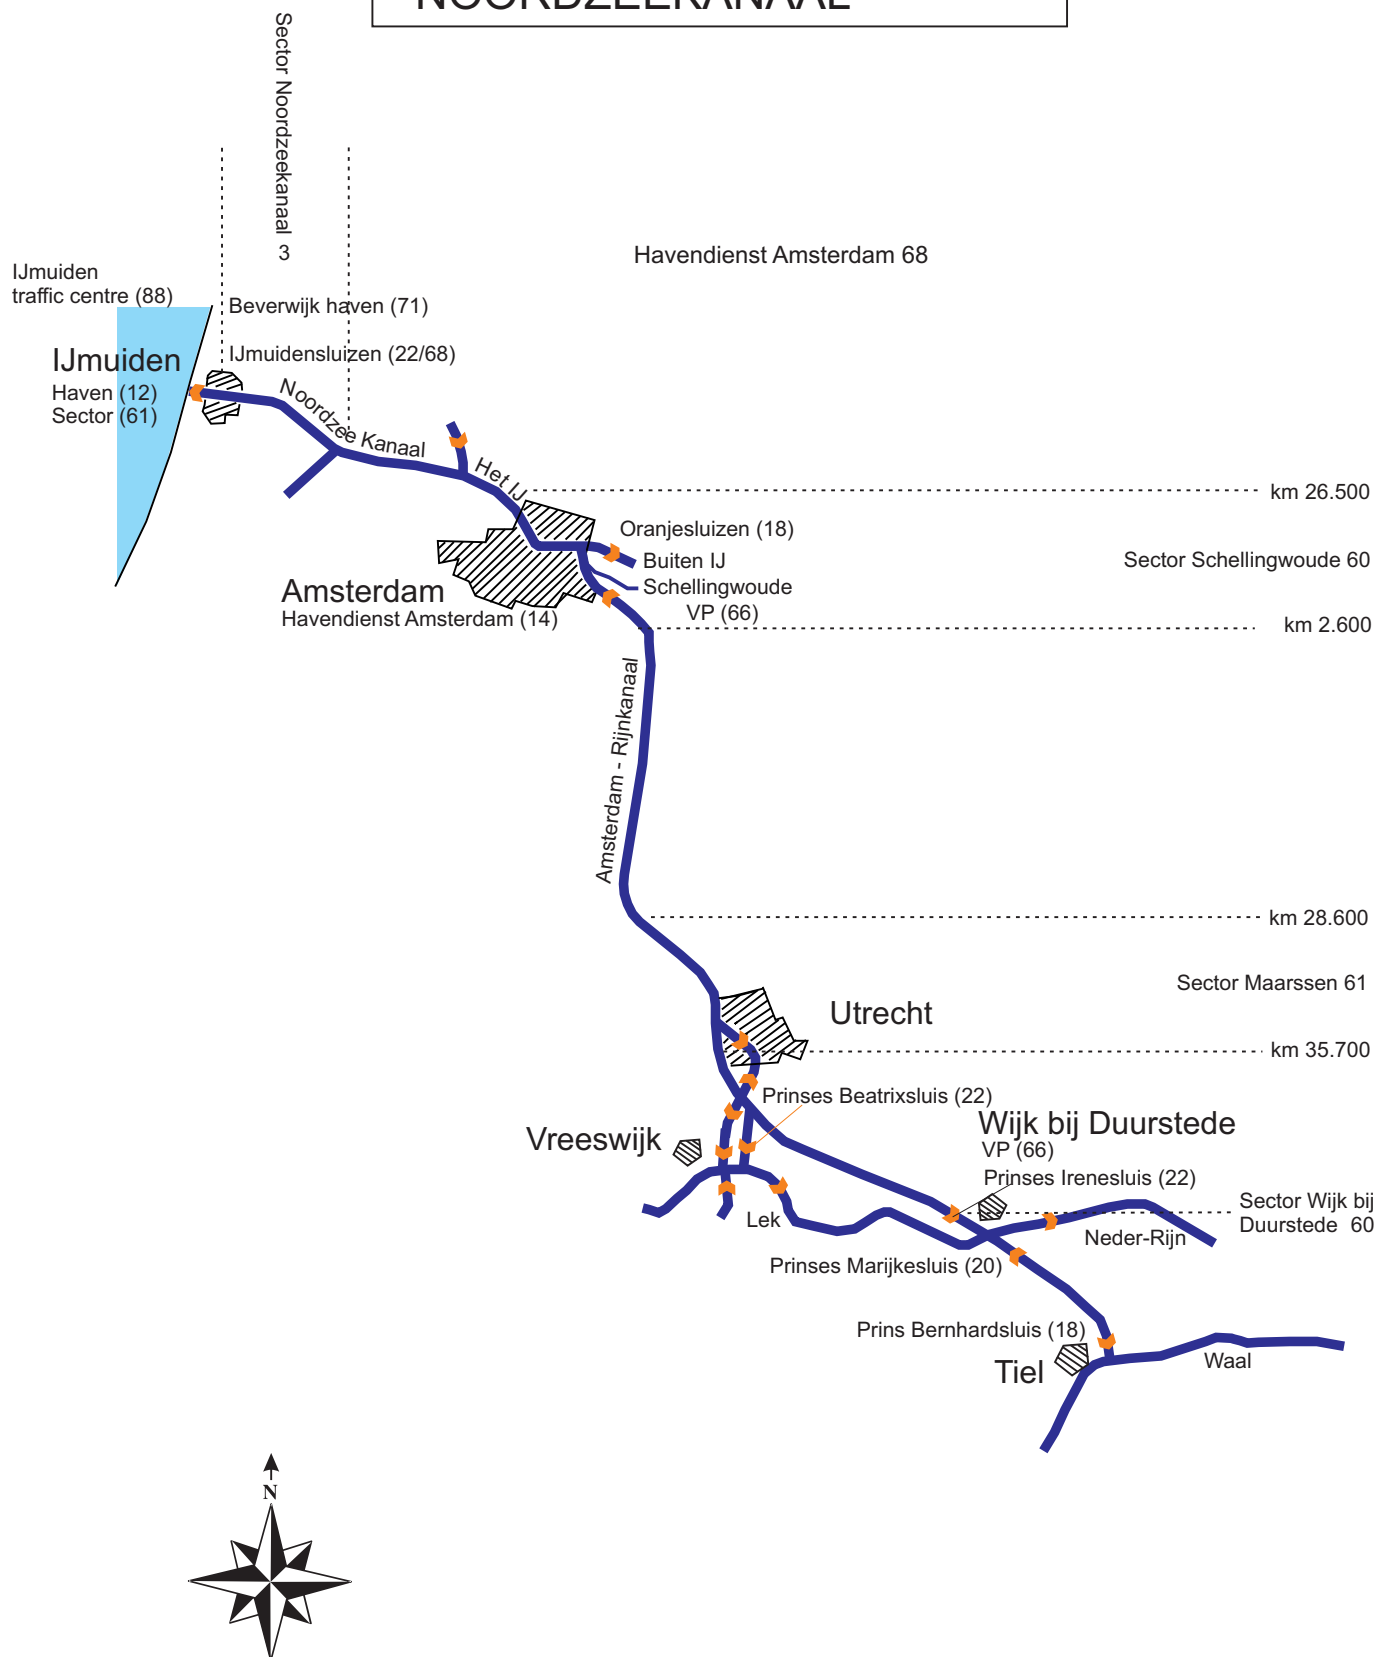 NOORDZEEKANAAL
Sector Noordzeekanaal 3
Havendienst Amsterdam 68
IJmuiden
traffic centre (88)
Beverwijk haven (71)
IJmuiden
IJmuidensluizen (22/68)
Haven (12)
Sector (61)
Noordzee Kanaal
Het IJ
km 26.500
Oranjesluizen (18)
Buiten IJ
Sector Schellingwoude 60
Schellingwoude
VP (66)
Amsterdam
Havendienst Amsterdam (14)
km 2.600
Amsterdam - Rijnkanaal
km 28.600
Sector Maarssen 61
Utrecht
km 35.700
Prinses Beatrixsluis (22)
Vreeswijk
Wijk bij Duurstede
VP (66)
Prinses Irenesluis (22)
Sector Wijk bij
Duurstede 60
Lek
Neder-Rijn
Prinses Marijkesluis (20)
Prins Bernhardsluis (18)
Tiel
Waal
N